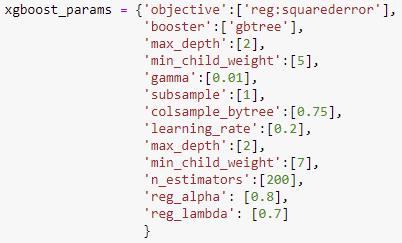 xgboost_params = {'objective':['reg:squarederror'],
'booster':['gbtree'],
'max_depth':[2],
'min_child_weight':[5],
'gamma':[0.01],
'subsample':[1],
'colsample_bytree':[0.75],
'learning_rate':[0.2],
'max_depth':[2],
'min_child_weight':[7],
'n_estimators':[200],
'reg_alpha': [0.8],
'reg_lambda': [0.7]
}